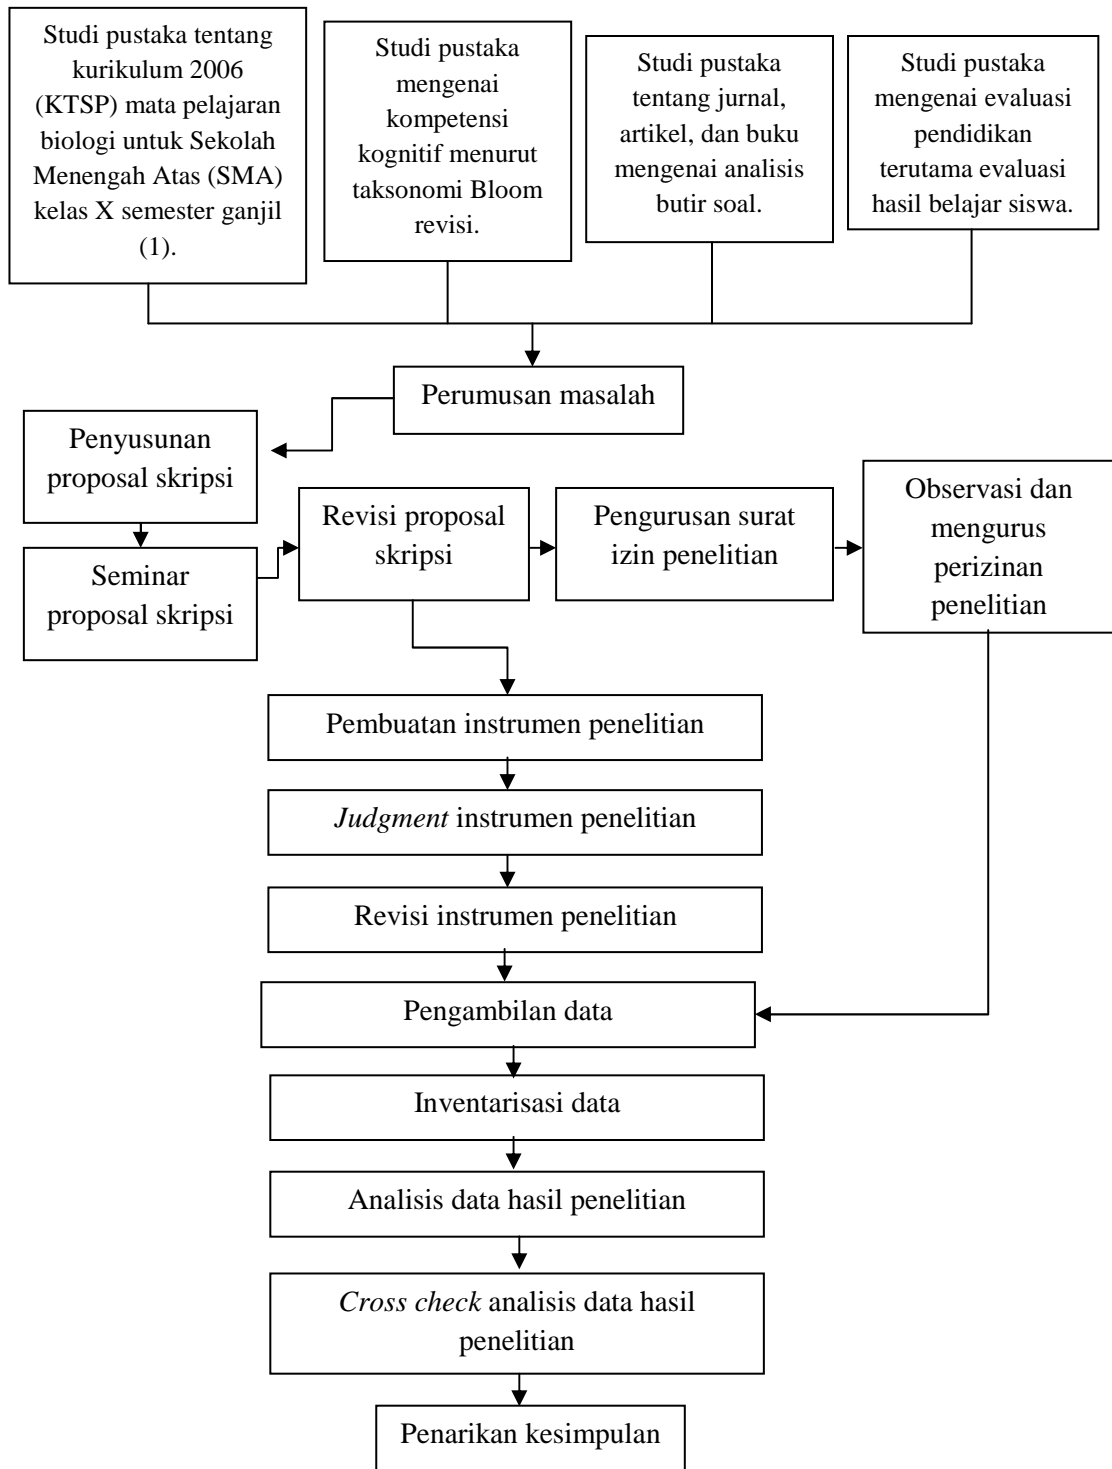 Studi pustaka tentang
kurikulum 2006
(KTSP) mata pelajaran
biologi untuk Sekolah
Menengah Atas (SMA)
kelas X semester ganjil
(1).
Studi pustaka
mengenai
kompetensi
kognitif menurut
taksonomi Bloom
revisi.
Studi pustaka
tentang jurnal,
artikel, dan buku
mengenai analisis
butir soal.
Studi pustaka
mengenai evaluasi
pendidikan
terutama evaluasi
hasil belajar siswa.
Perumusan masalah
Penyusunan
proposal skripsi
Seminar
proposal skripsi
Revisi proposal
skripsi
Pengurusan surat
izin penelitian
Observasi dan
mengurus
perizinan
penelitian
Pembuatan instrumen penelitian
Judgment instrumen penelitian
Revisi instrumen penelitian
Pengambilan data
Inventarisasi data
Analisis data hasil penelitian
Cross check analisis data hasil
penelitian
Penarikan kesimpulan